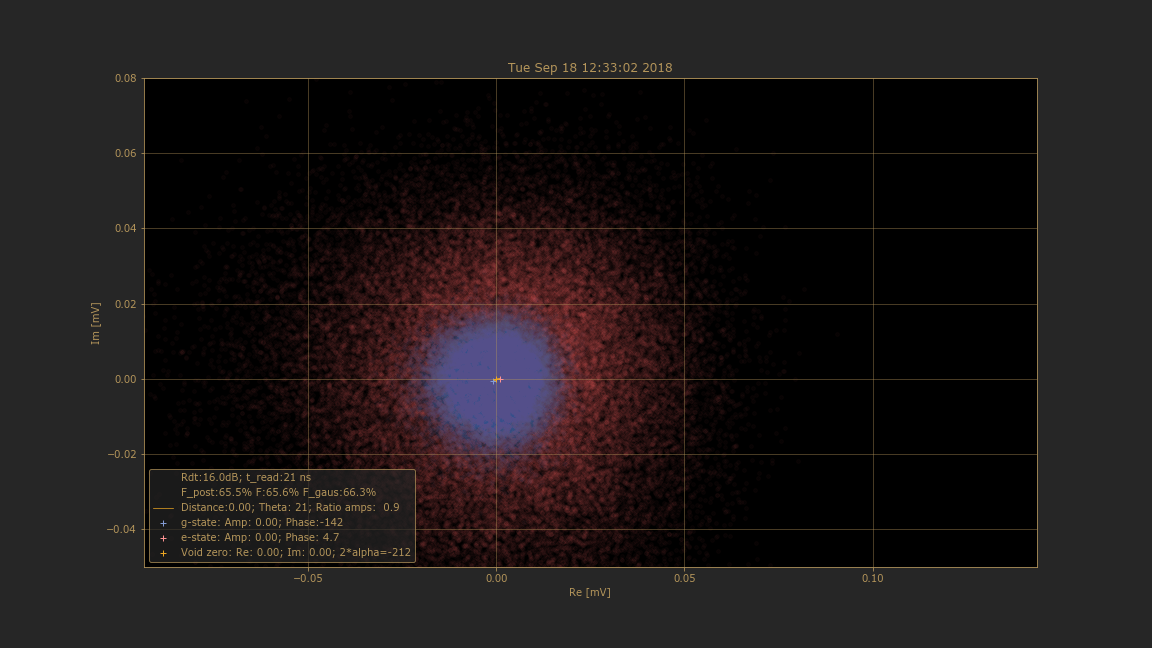 Tue Sep 18 12:33:02 2018
0.08
0.06
0.04
0.02
0.00
−0.02
−0.04
Im [mV]
Rdt:16.0dB; t_read:21 ns
F_post:65.5% F:65.6% F_gaus:66.3%
Distance:0.00; Theta: 21; Ratio amps:  0.9
g-state: Amp: 0.00; Phase:-142
e-state: Amp: 0.00; Phase: 4.7
Void zero: Re: 0.00; Im: 0.00; 2*alpha=-212
−0.05 0.00 0.05 0.10
Re [mV]